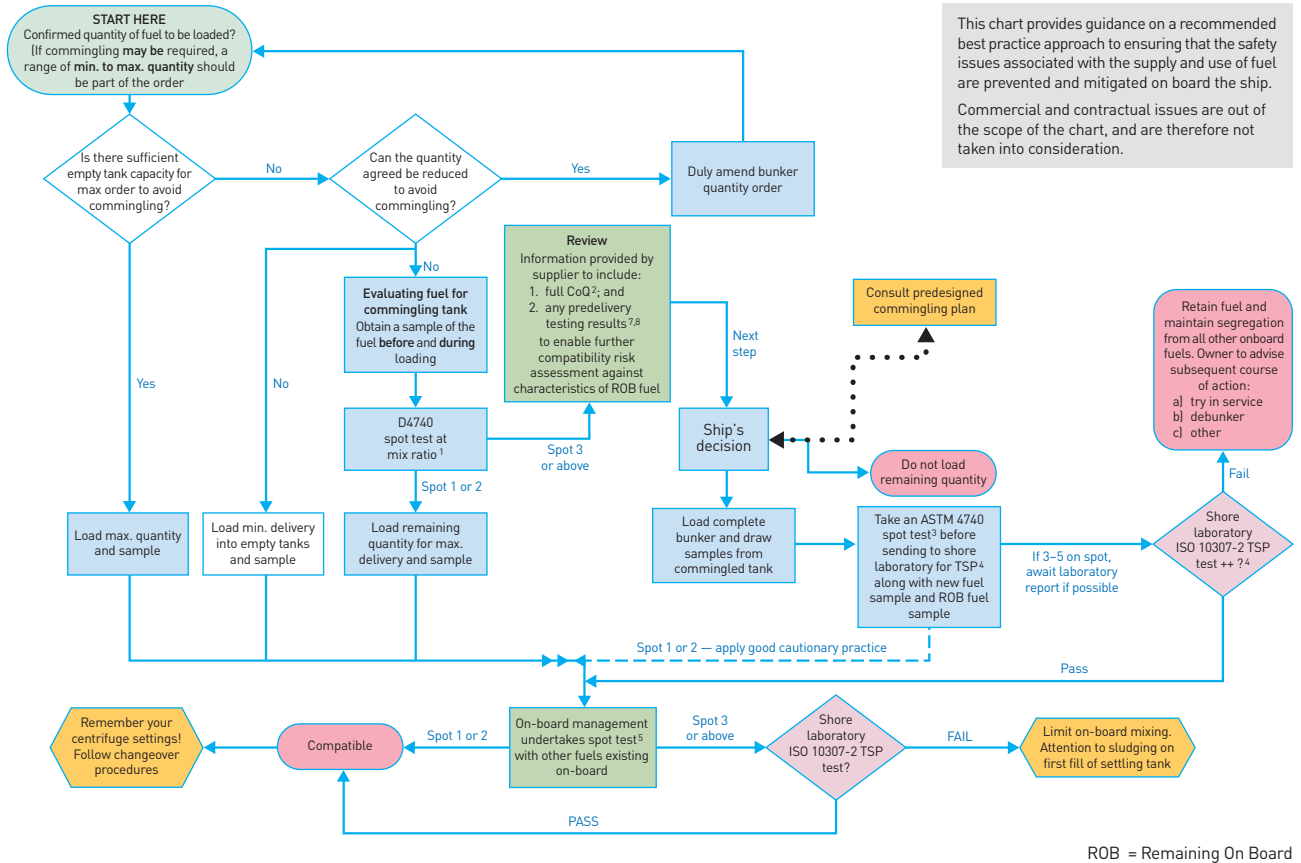 START HERE
Confirmed quantity of fuel to be loaded?
(If commingling may be required, a
range of min. to max. quantity should
be part of the order
This chart provides guidance on a recommended
best practice approach to ensuring that the safety
issues associated with the supply and use of fuel
are prevented and mitigated on board the ship.
Commercial and contractual issues are out of
the scope of the chart, and are therefore not
taken into consideration.
Is there sufficient
empty tank capacity for
max order to avoid
commingling?
No
Can the quantity
agreed be reduced
to avoid
commingling?
Yes
Duly amend bunker
quantity order
No
Evaluating fuel for
commingling tank
Obtain a sample of the
fuel before and during
loading
Review
Information provided by
supplier to include:
1. full CoQ²; and
2. any predelivery
testing results⁷,⁸
to enable further
compatibility risk
assessment against
characteristics of ROB fuel
Next
step
Consult predesigned
commingling plan
Retain fuel and
maintain segregation
from all other onboard
fuels. Owner to advise
subsequent course
of action:
a) try in service
b) debunker
c) other
Yes
No
D4740
spot test at
mix ratio ¹
Spot 3
or above
Ship's
decision
Do not load
remaining quantity
Fail
Spot 1 or 2
Load max. quantity
and sample
Load min. delivery
into empty tanks
and sample
Load remaining
quantity for max.
delivery and sample
Load complete
bunker and draw
samples from
commingled tank
Take an ASTM 4740
spot test³ before
sending to shore
laboratory for TSP⁴
along with new fuel
sample and ROB fuel
sample
If 3–5 on spot,
await laboratory
report if possible
Shore
laboratory
ISO 10307-2 TSP
test ++ ?⁴
Spot 1 or 2 — apply good cautionary practice
Pass
Remember your
centrifuge settings!
Follow changeover
procedures
Compatible
Spot 1 or 2
On-board management
undertakes spot test⁵
with other fuels existing
on-board
Spot 3
or above
Shore
laboratory
ISO 10307-2 TSP
test?
FAIL
Limit on-board mixing.
Attention to sludging on
first fill of settling tank
PASS
ROB = Remaining On Board